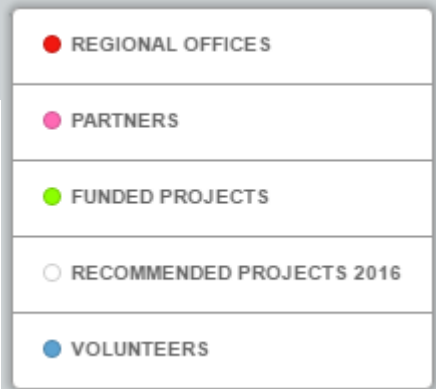 REGIONAL OFFICES
PARTNERS
FUNDED PROJECTS
RECOMMENDED PROJECTS 2016
VOLUNTEERS